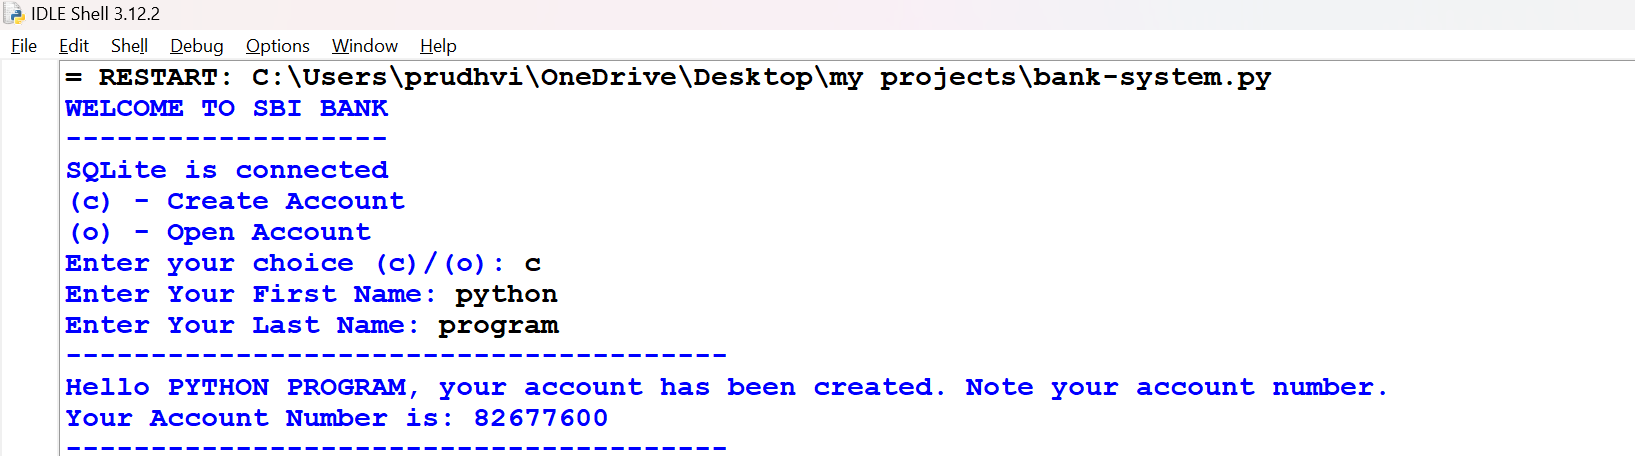 IDLE Shell 3.12.2
File Edit Shell Debug Options Window Help
= RESTART: C:\Users\prudhvi\OneDrive\Desktop\my projects\bank-system.py
WELCOME TO SBI BANK
-------------------
SQLite is connected
(c) - Create Account
(o) - Open Account
Enter your choice (c)/(o): c
Enter Your First Name: python
Enter Your Last Name: program
---------------------------------------
Hello PYTHON PROGRAM, your account has been created. Note your account number.
Your Account Number is: 82677600
---------------------------------------